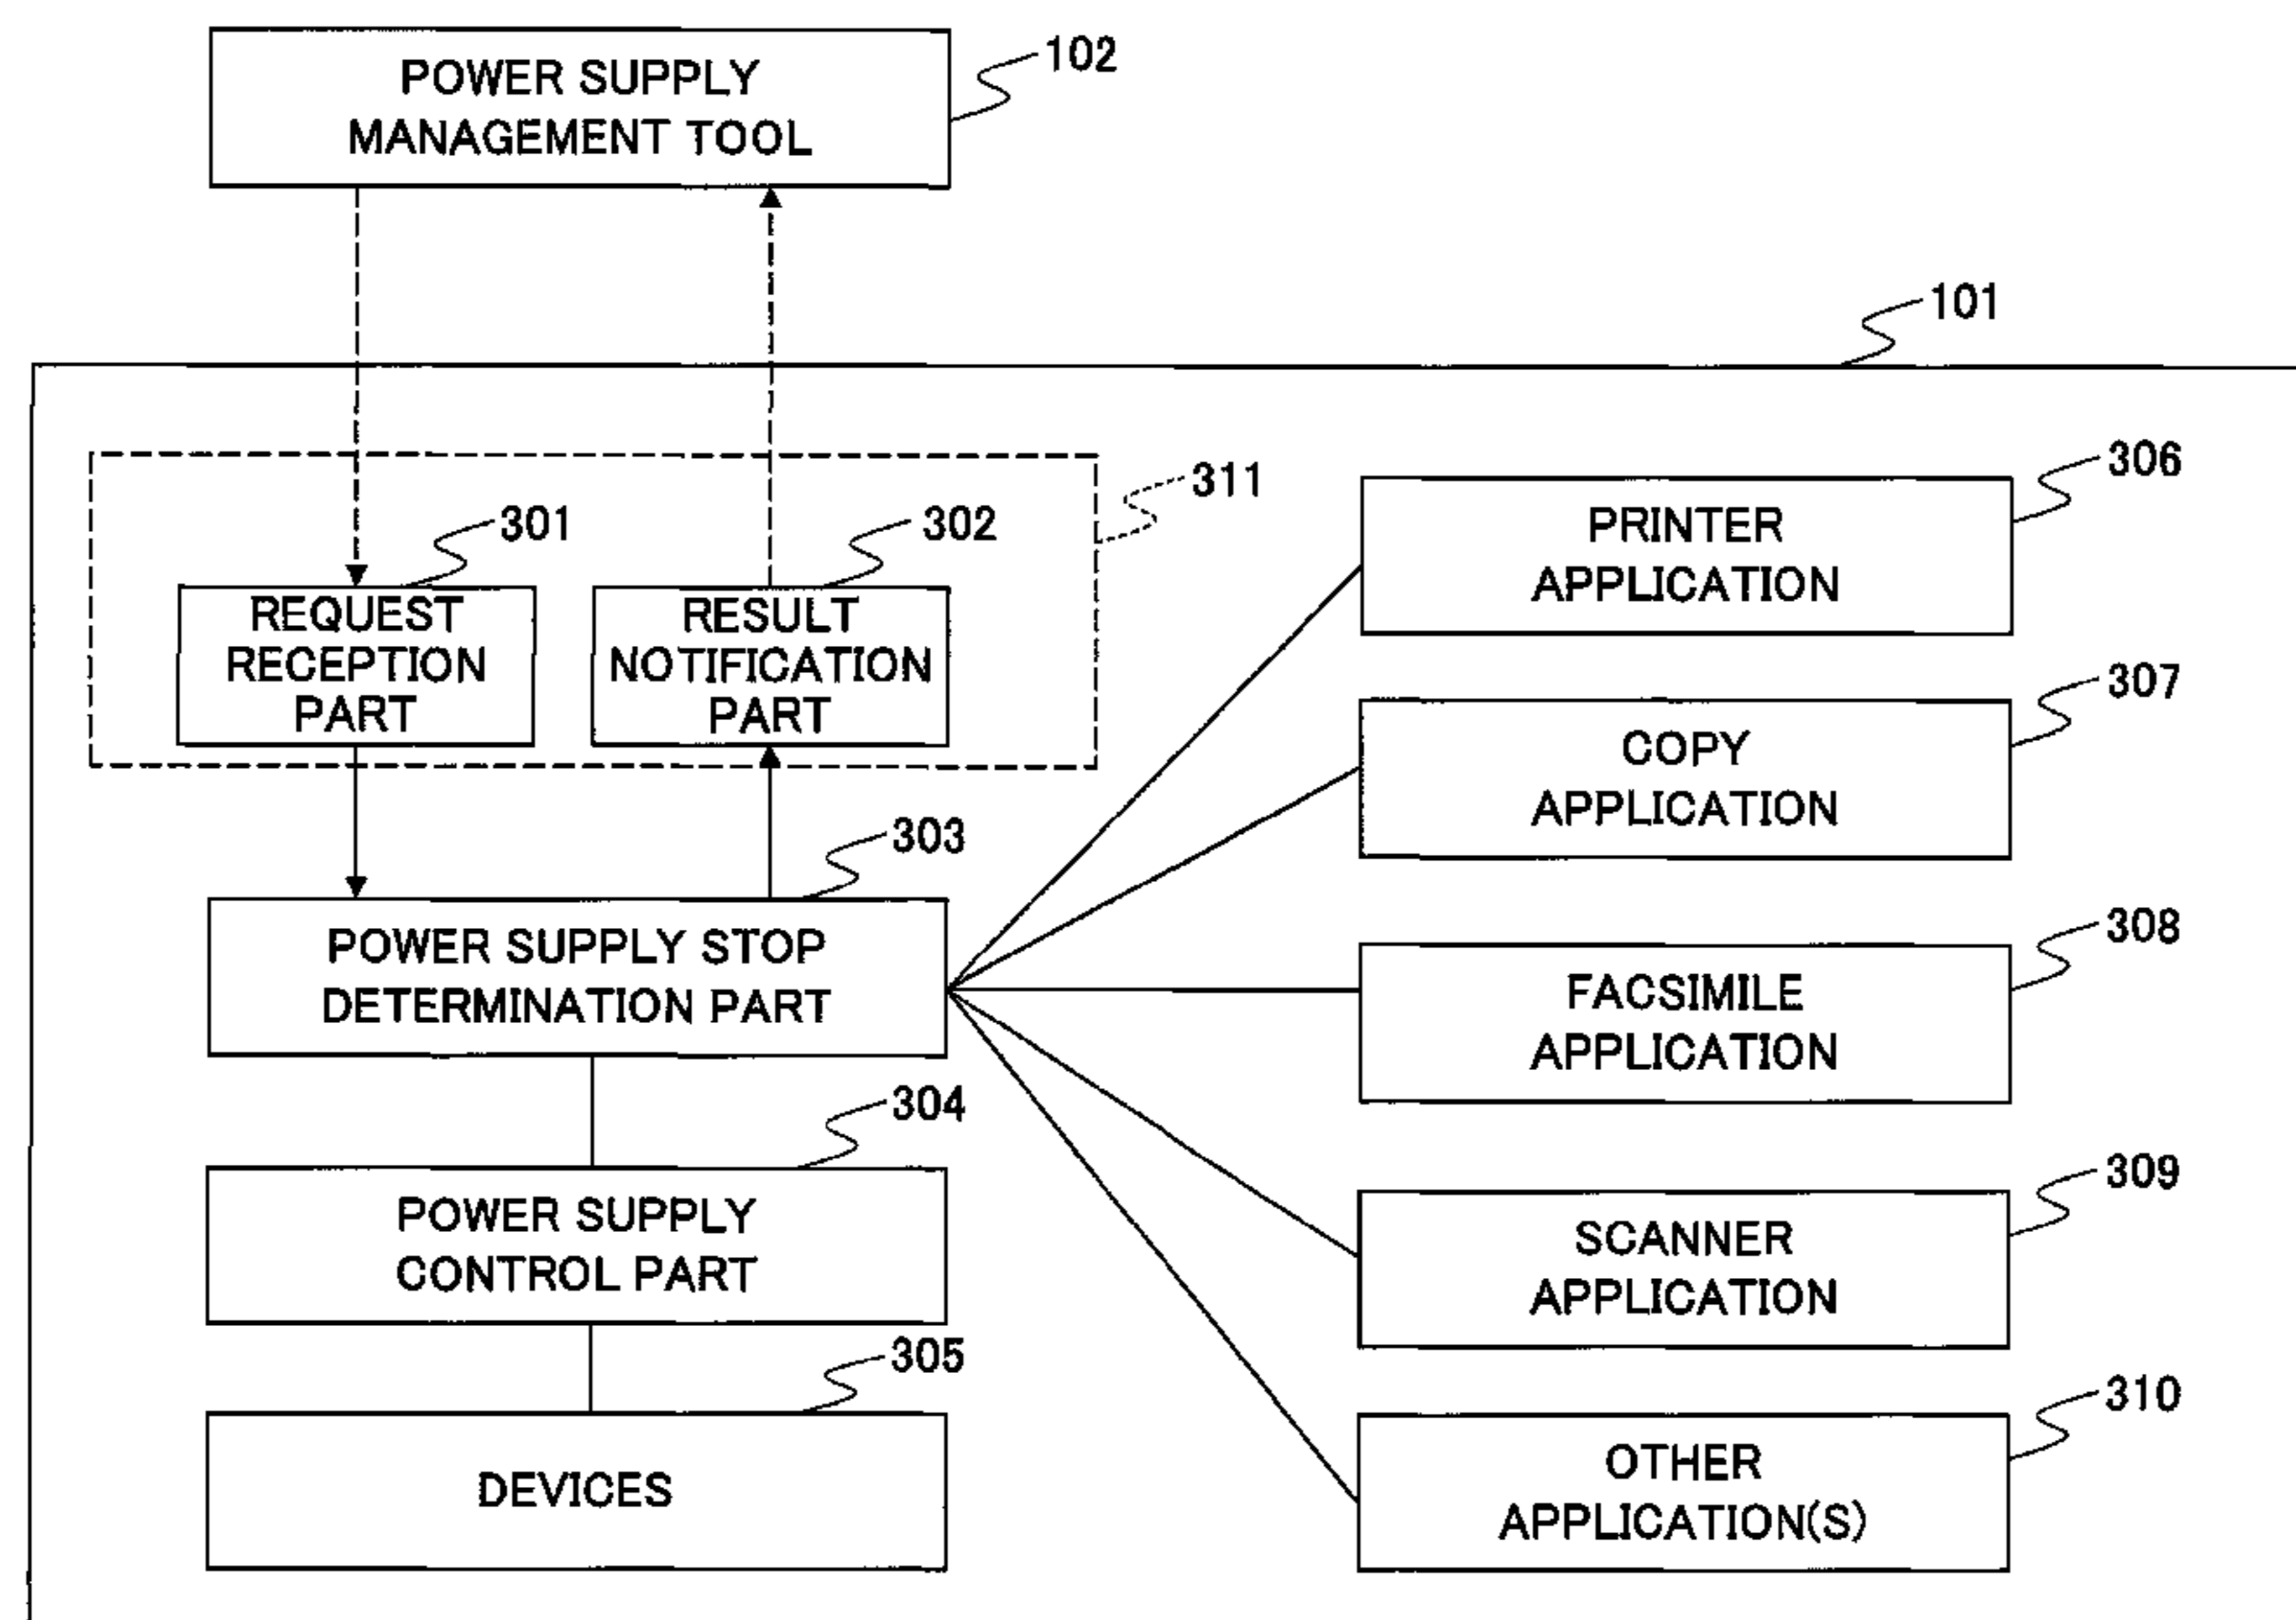 POWER SUPPLY
MANAGEMENT TOOL
102
101
311
301
REQUEST
RECEPTION
PART
302
RESULT
NOTIFICATION
PART
303
POWER SUPPLY STOP
DETERMINATION PART
304
POWER SUPPLY
CONTROL PART
305
DEVICES
306
PRINTER
APPLICATION
307
COPY
APPLICATION
308
FACSIMILE
APPLICATION
309
SCANNER
APPLICATION
310
OTHER
APPLICATION(S)